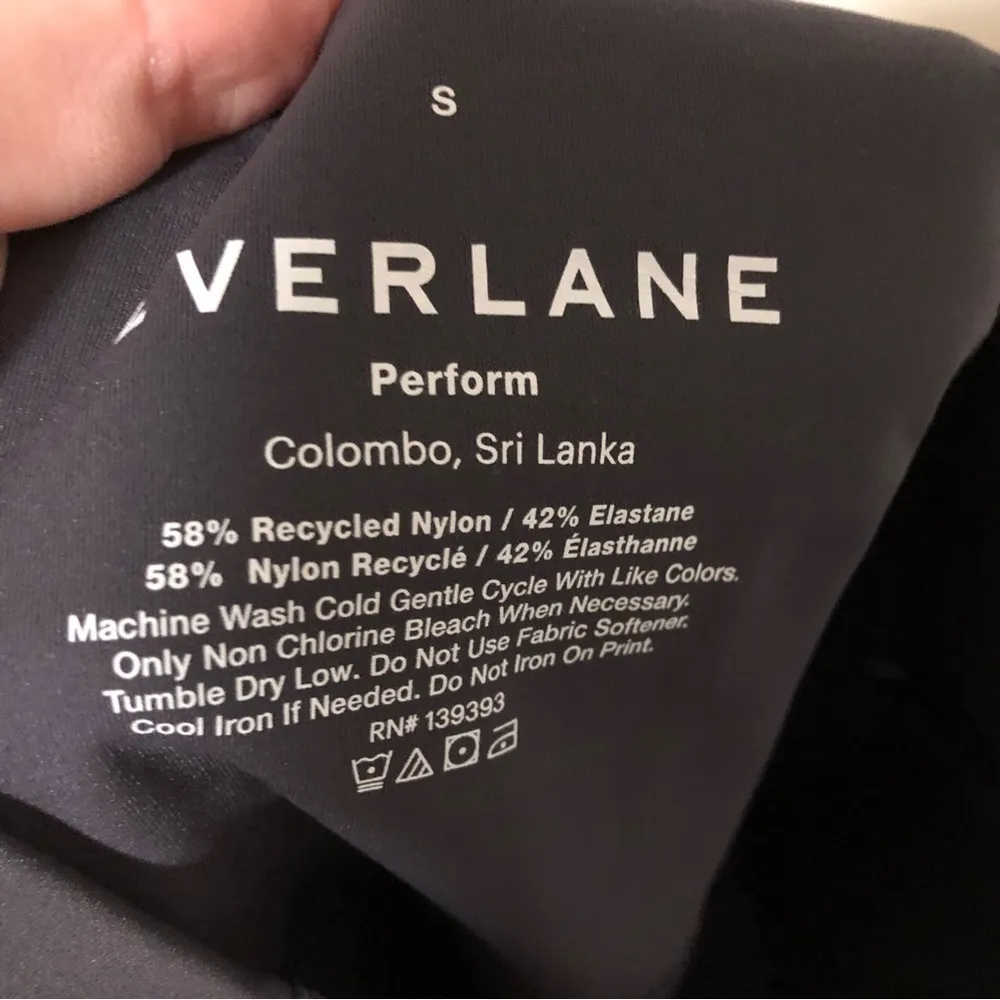 S
VERLANE
Perform
Colombo, Sri Lanka
58% Recycled Nylon / 42% Elastane
58% Nylon Recyclé / 42% Élasthanne
Machine Wash Cold Gentle Cycle With Like Colors.
Only Non Chlorine Bleach When Necessary.
Tumble Dry Low. Do Not Use Fabric Softener.
Cool Iron If Needed. Do Not Iron On Print.
RN# 139393